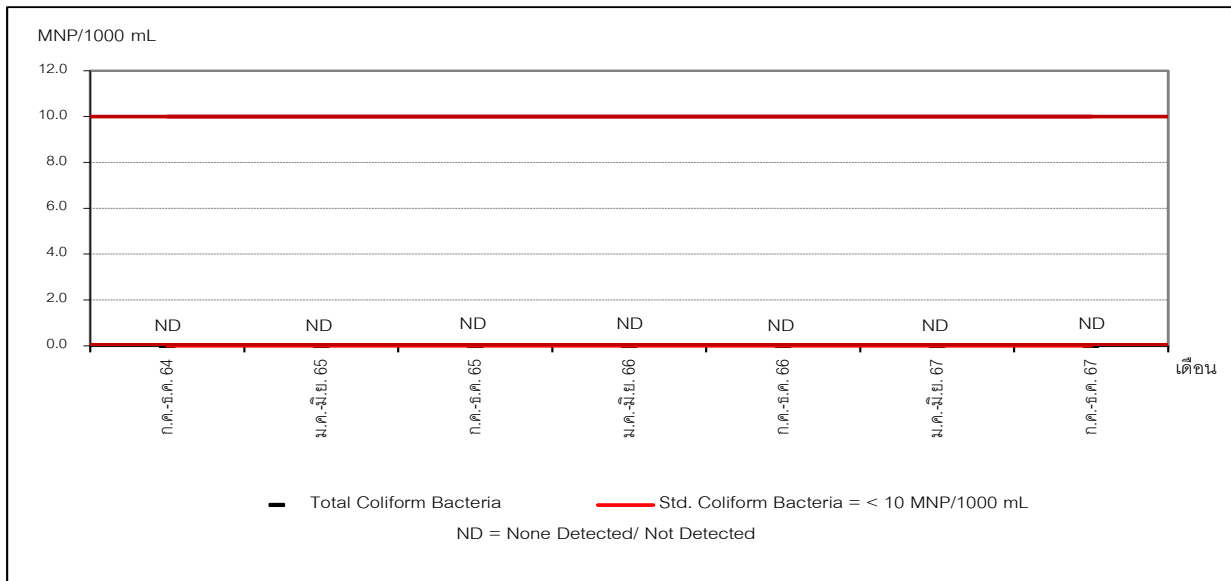 MNP/1000 mL
12.0
10.0
8.0
6.0
4.0
2.0
0.0
ND ND ND ND ND ND ND
ก.ค.-ธ.ค. 64
ม.ค.-มิ.ย. 65
ก.ค.-ธ.ค. 65
ม.ค.-มิ.ย. 66
ก.ค.-ธ.ค. 66
ม.ค.-มิ.ย. 67
ก.ค.-ธ.ค. 67
เดือน
Total Coliform Bacteria
Std. Coliform Bacteria = < 10 MNP/1000 mL
ND = None Detected/ Not Detected